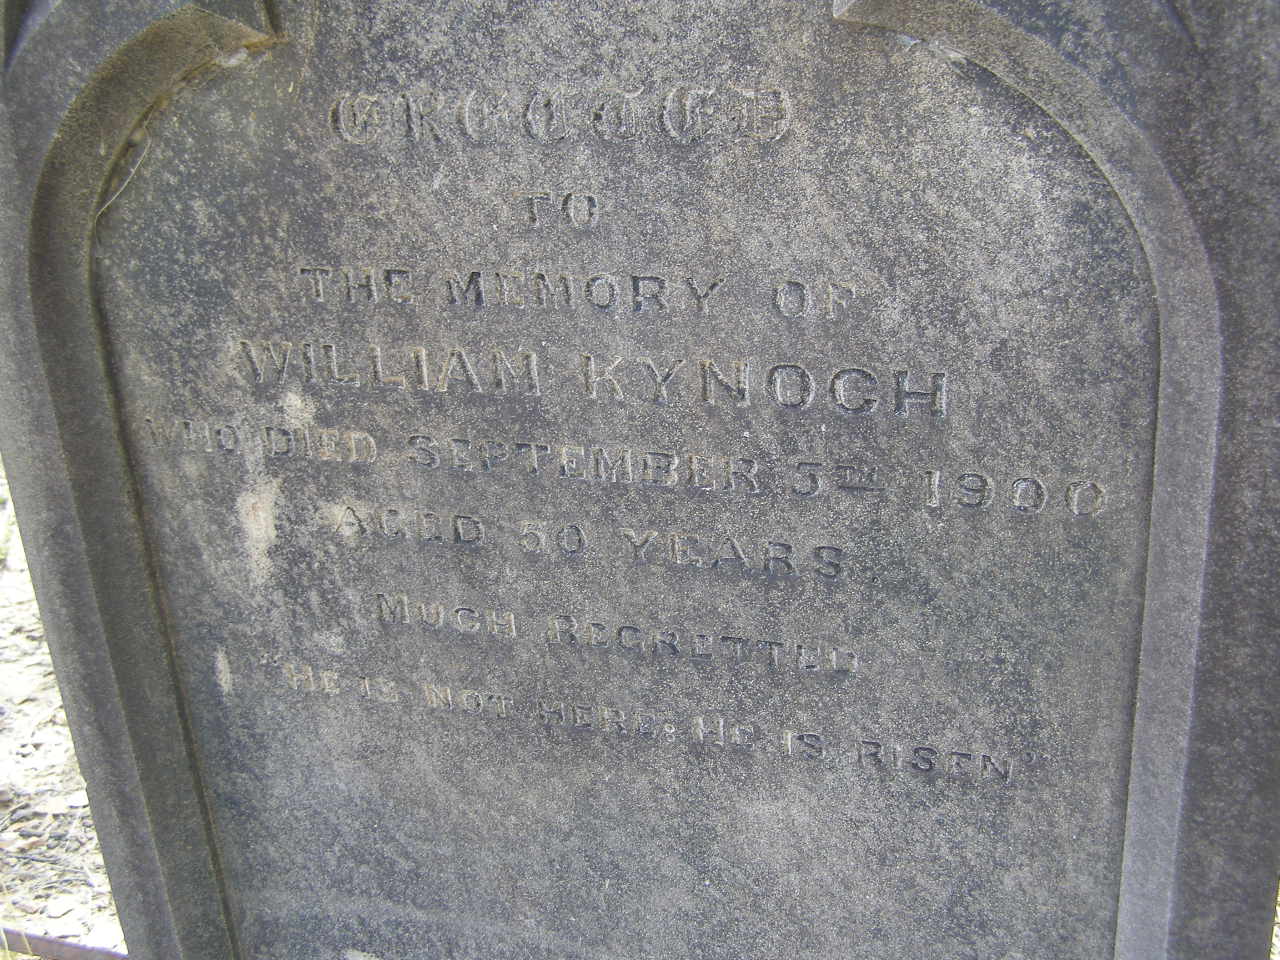 ERECTED
TO
THE MEMORY OF
WILLIAM KYNOCH
WHO DIED SEPTEMBER 5TH 1900
AGED 50 YEARS.
MUCH REGRETTED
HE IS NOT HERE: HE IS RISEN"